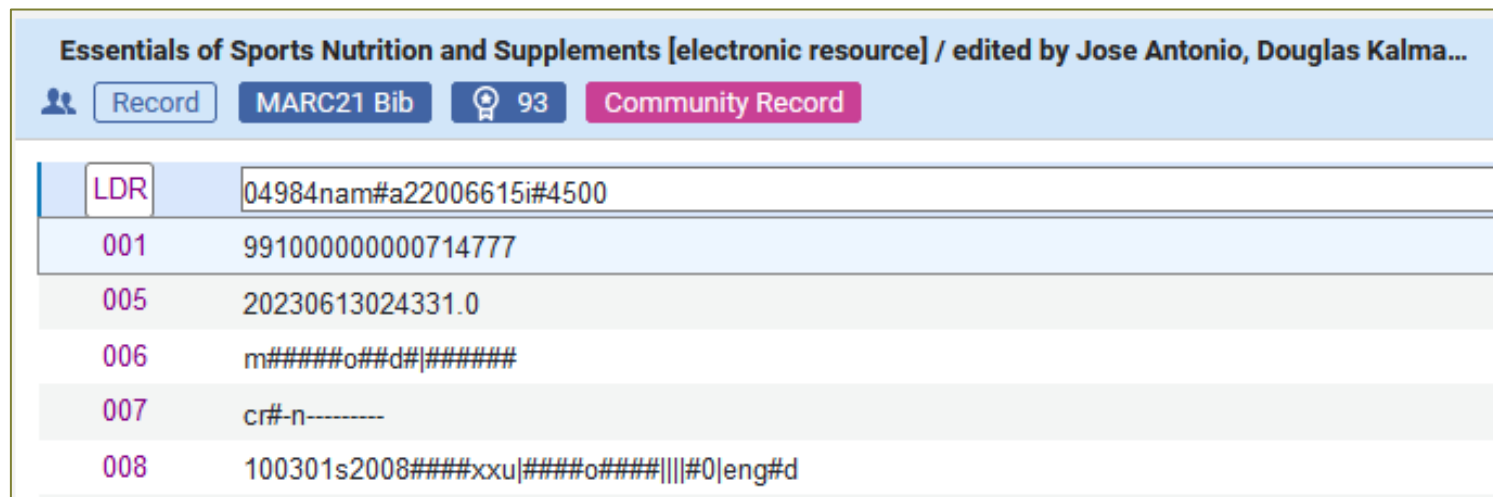 Essentials of Sports Nutrition and Supplements [electronic resource] / edited by Jose Antonio, Douglas Kalma...
Record MARC21 Bib 93 Community Record
LDR 04984nam#a22006615i#4500
001 991000000000714777
005 20230613024331.0
006 m#####o##d#|######
007 cr#-n---------
008 100301s2008####xxu|####o####||||#0|eng#d